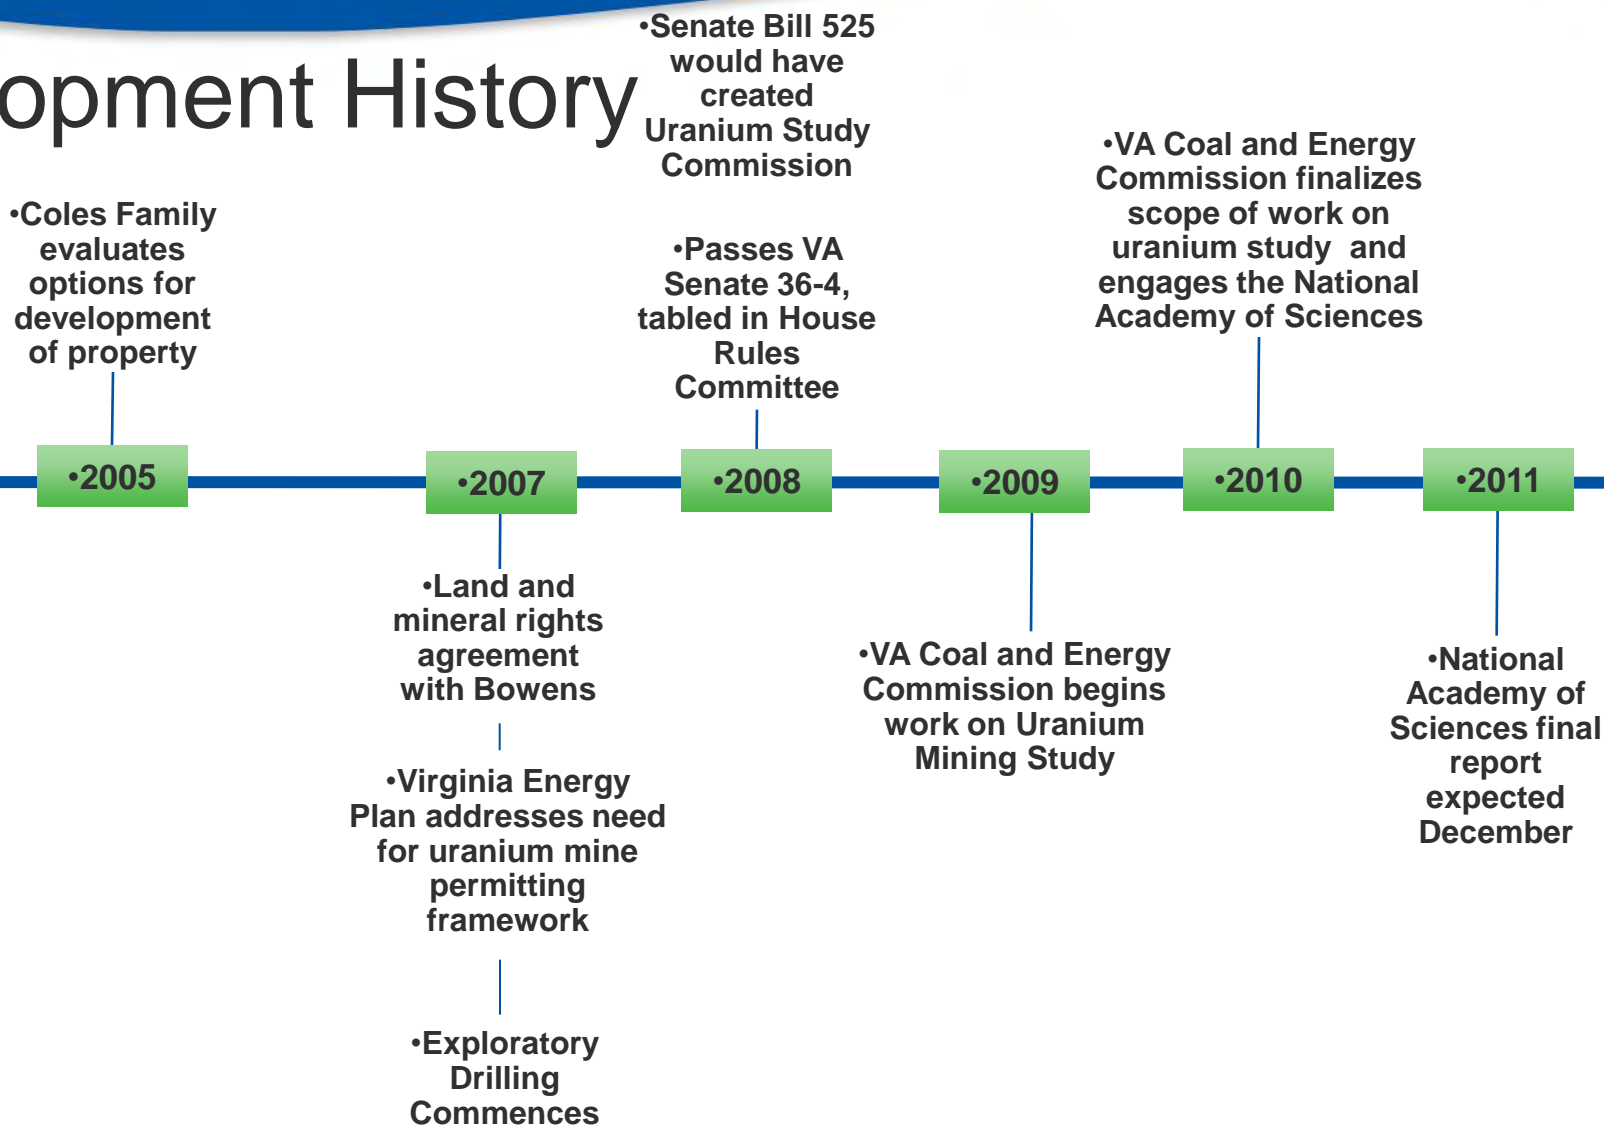 opment History
•Senate Bill 525
would have
created
Uranium Study
Commission
•Coles Family
evaluates
options for
development
of property
•Passes VA
Senate 36-4,
tabled in House
Rules
Committee
•VA Coal and Energy
Commission finalizes
scope of work on
uranium study and
engages the National
Academy of Sciences
•2005
•2007
•2008
•2009
•2010
•2011
•Land and
mineral rights
agreement
with Bowens
•Virginia Energy
Plan addresses need
for uranium mine
permitting
framework
•Exploratory
Drilling
Commences
•VA Coal and Energy
Commission begins
work on Uranium
Mining Study
•National
Academy of
Sciences final
report
expected
December